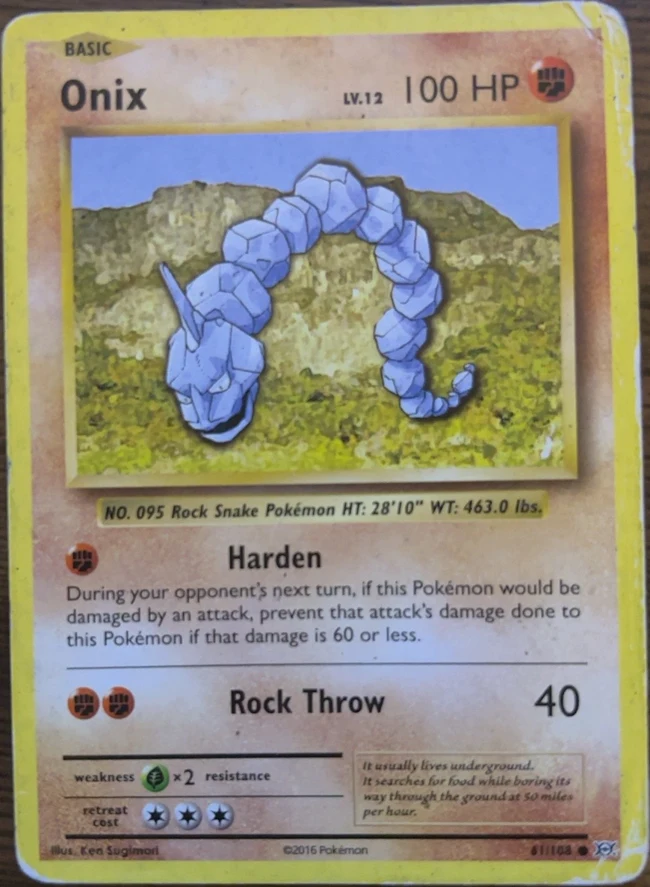 BASIC
Onix LV.12 100 HP
NO. 095 Rock Snake Pokémon HT: 28'10" WT: 463.0 lbs.
Harden
During your opponent's next turn, if this Pokémon would be
damaged by an attack, prevent that attack's damage done to
this Pokémon if that damage is 60 or less.
Rock Throw 40
weakness ×2 resistance
retreat
cost
It usually lives underground.
It searches for food while boring its
way through the ground at 50 miles
per hour.
Illus. Ken Sugimori ©2016 Pokémon 61/108